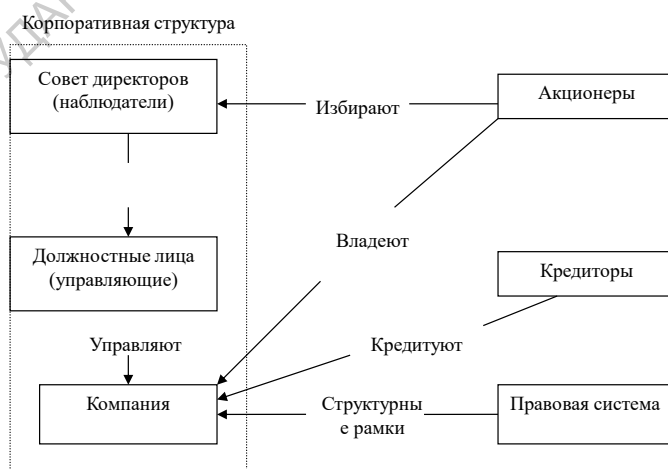 Корпоративная структура
Совет директоров
(наблюдатели)
Избирают
Акционеры
Владеют
Должностные лица
(управляющие)
Кредиторы
Управляют
Кредитуют
Компания
Структурны
е рамки
Правовая система